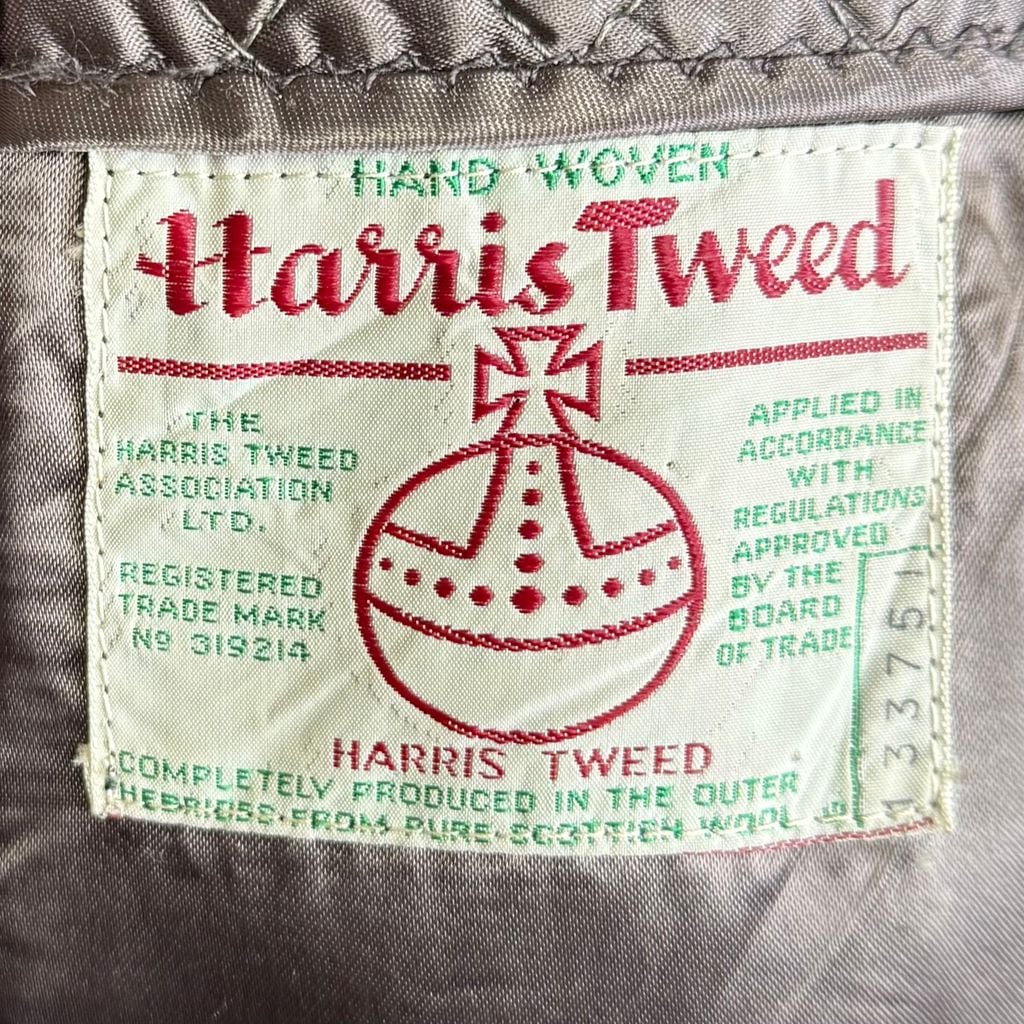 HAND WOVEN
Harris Tweed
THE
HARRIS TWEED
ASSOCIATION
LTD.
REGISTERED
TRADE MARK
Nº 319214
APPLIED IN
ACCORDANCE
WITH
REGULATIONS
APPROVED
BY THE
BOARD
OF TRADE
HARRIS TWEED
COMPLETELY PRODUCED IN THE OUTER
HEBRIDES·FROM PURE SCOTTISH WOOL